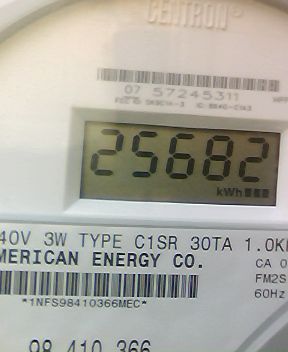 CENTRON®
07 57245311
25682
kWh
40V 3W TYPE C1SR 30TA 1.0K
MERICAN ENERGY CO.
CA 0
FM2S
60Hz
*1NFS98410366MEC*
98 410 366